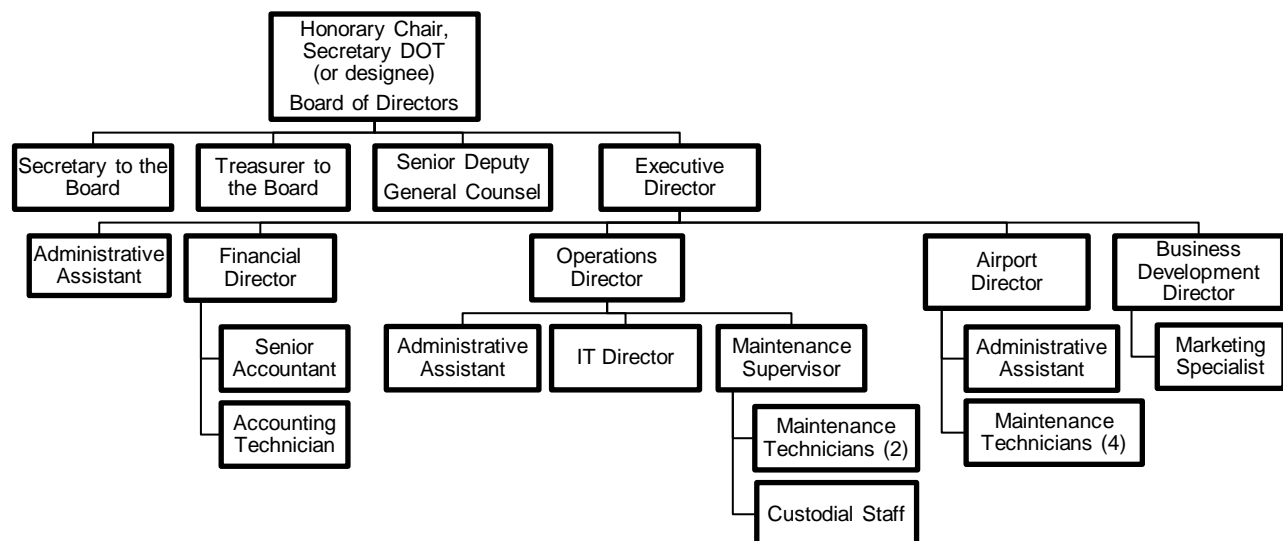 Honorary Chair,
Secretary DOT
(or designee)
Board of Directors
Secretary to the
Board
Treasurer to
the Board
Senior Deputy
General Counsel
Executive
Director
Administrative
Assistant
Financial
Director
Operations
Director
Airport
Director
Business
Development
Director
Senior
Accountant
Accounting
Technician
Administrative
Assistant
IT Director
Maintenance
Supervisor
Maintenance
Technicians (2)
Custodial Staff
Administrative
Assistant
Maintenance
Technicians (4)
Marketing
Specialist